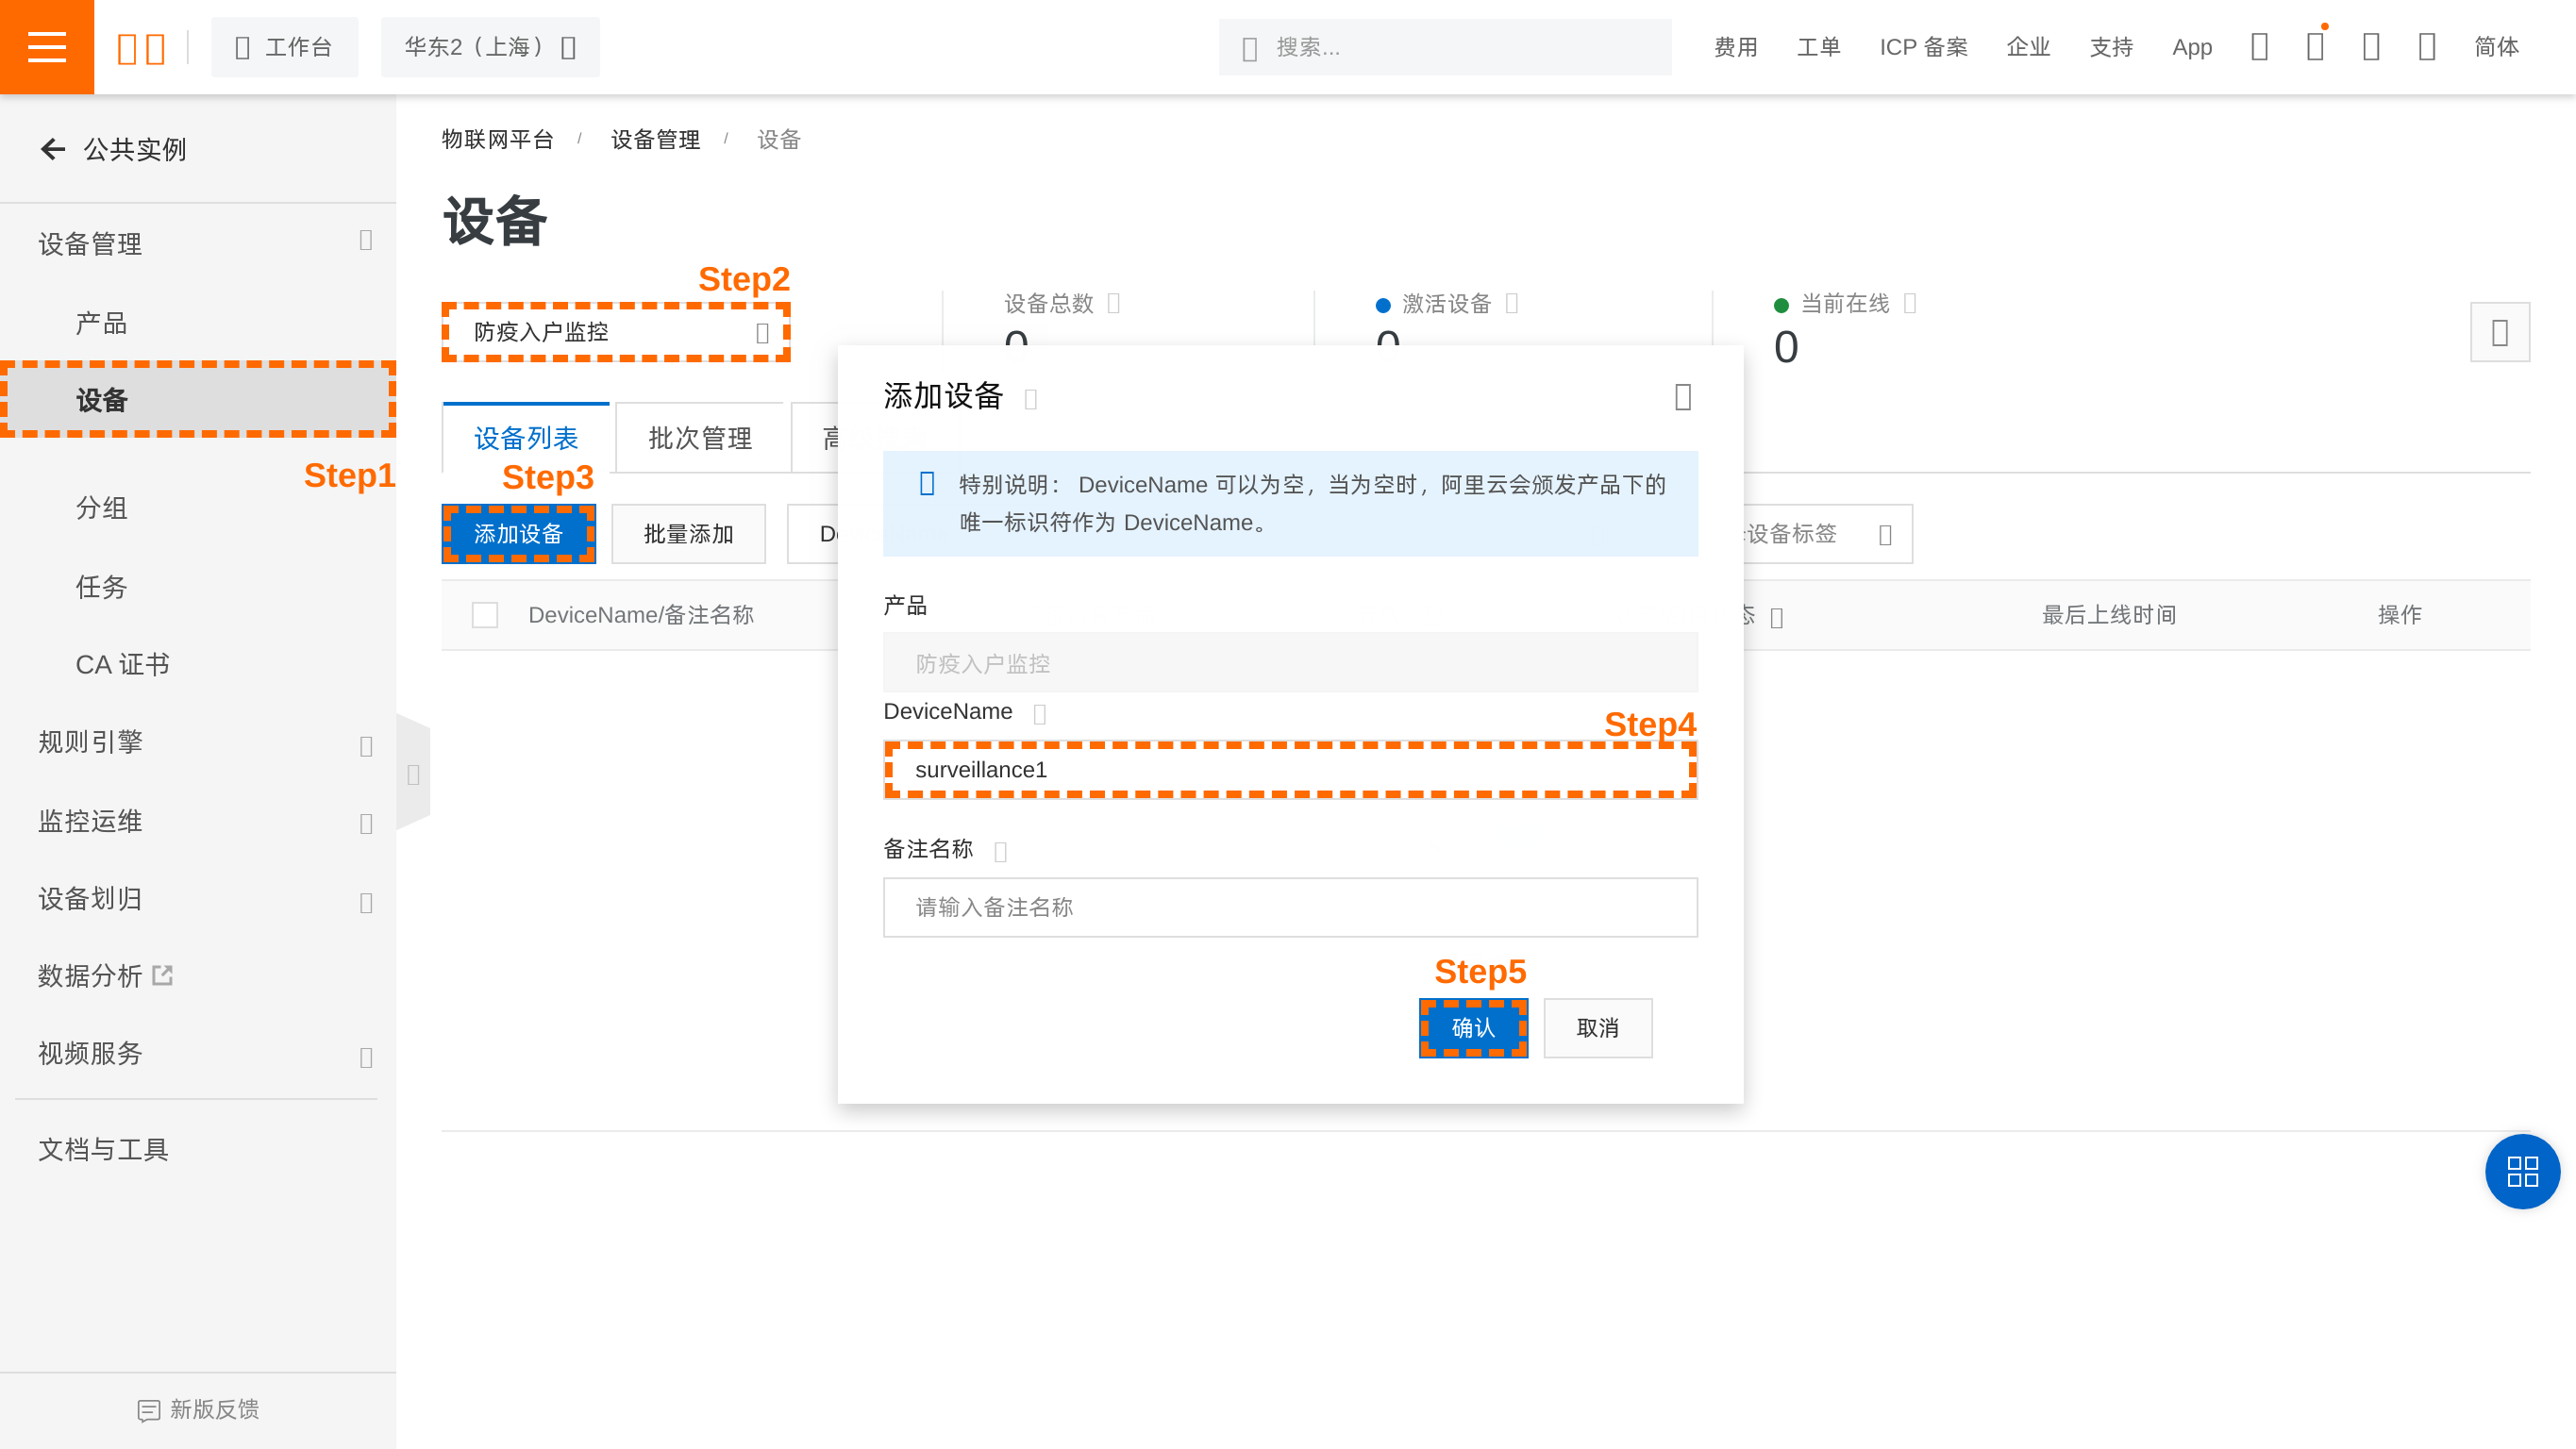 工作台
华东2（上海）
搜索...
费用
工单
ICP 备案
企业
支持
App
简体
公共实例
设备管理
产品
设备
Step1
分组
任务
CA 证书
规则引擎
监控运维
设备划归
数据分析
视频服务
文档与工具
新版反馈
物联网平台 / 设备管理 / 设备
设备
Step2
防疫入户监控
设备总数
0
激活设备
0
当前在线
0
设备列表
批次管理
高
Step3
添加设备
批量添加
De
设备标签
DeviceName/备注名称
态
最后上线时间
操作
添加设备
特别说明： DeviceName 可以为空，当为空时，阿里云会颁发产品下的
唯一标识符作为 DeviceName。
产品
防疫入户监控
DeviceName
Step4
surveillance1
备注名称
请输入备注名称
Step5
确认
取消